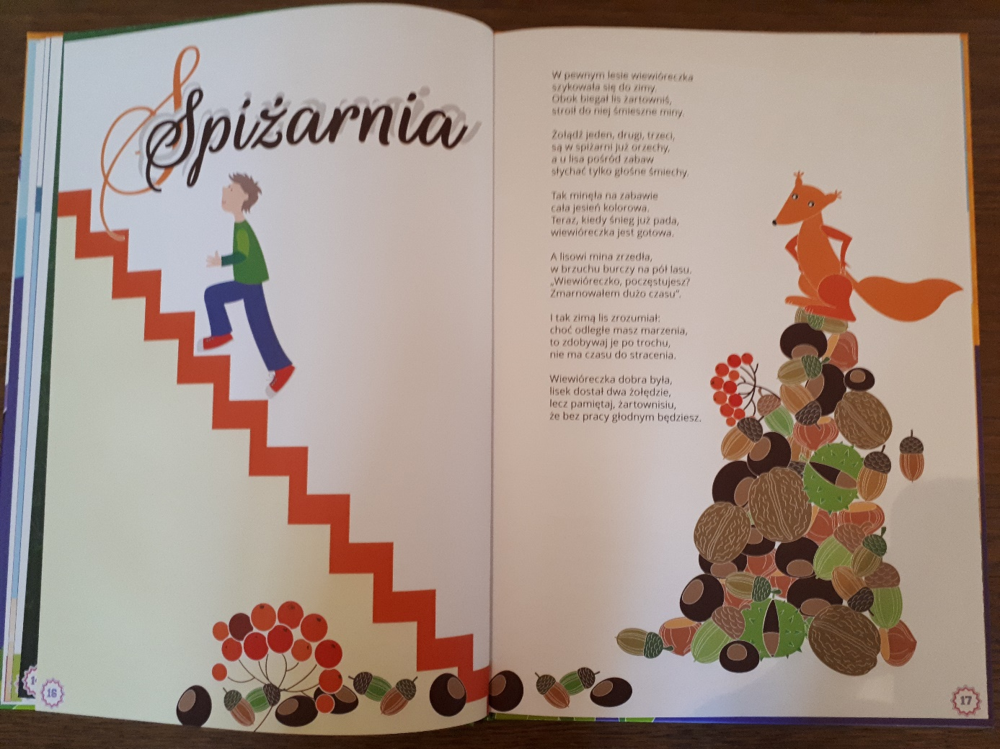 Spiżarnia
W pewnym lesie wiewióreczka
szykowała się do zimy.
Obok biegał lis żartowniś,
stroił do niej śmieszne miny.
Żołądź jeden, drugi, trzeci,
są w spiżarni już orzechy,
a u lisa pośród zabaw
słychać tylko głośne śmiechy.
Tak minęła na zabawie
cała jesień kolorowa.
Teraz, kiedy śnieg już pada,
wiewióreczka jest gotowa.
A lisowi mina zrzedła,
w brzuchu burczy na pół lasu.
„Wiewióreczko, poczęstujesz?
Zmarnowałem dużo czasu”.
I tak zimą lis zrozumiał:
choć odległe masz marzenia,
to zdobywaj je po trochu,
nie ma czasu do stracenia.
Wiewióreczka dobra była,
lisek dostał dwa żołędzie,
lecz pamiętaj, żartownisiu,
że bez pracy głodnym będziesz.
16
17